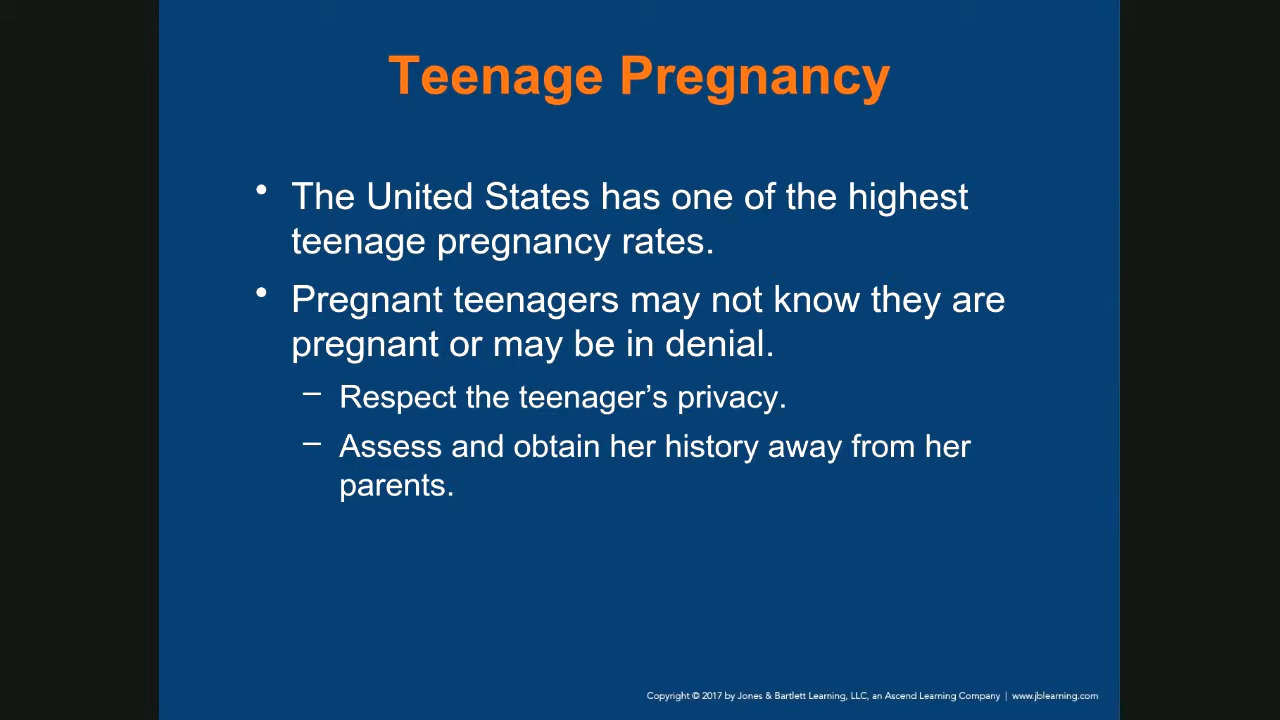 Teenage Pregnancy
• The United States has one of the highest
teenage pregnancy rates.
• Pregnant teenagers may not know they are
pregnant or may be in denial.
– Respect the teenager’s privacy.
– Assess and obtain her history away from her
parents.
Copyright © 2017 by Jones & Bartlett Learning, LLC, an Ascend Learning Company | www.jblearning.com